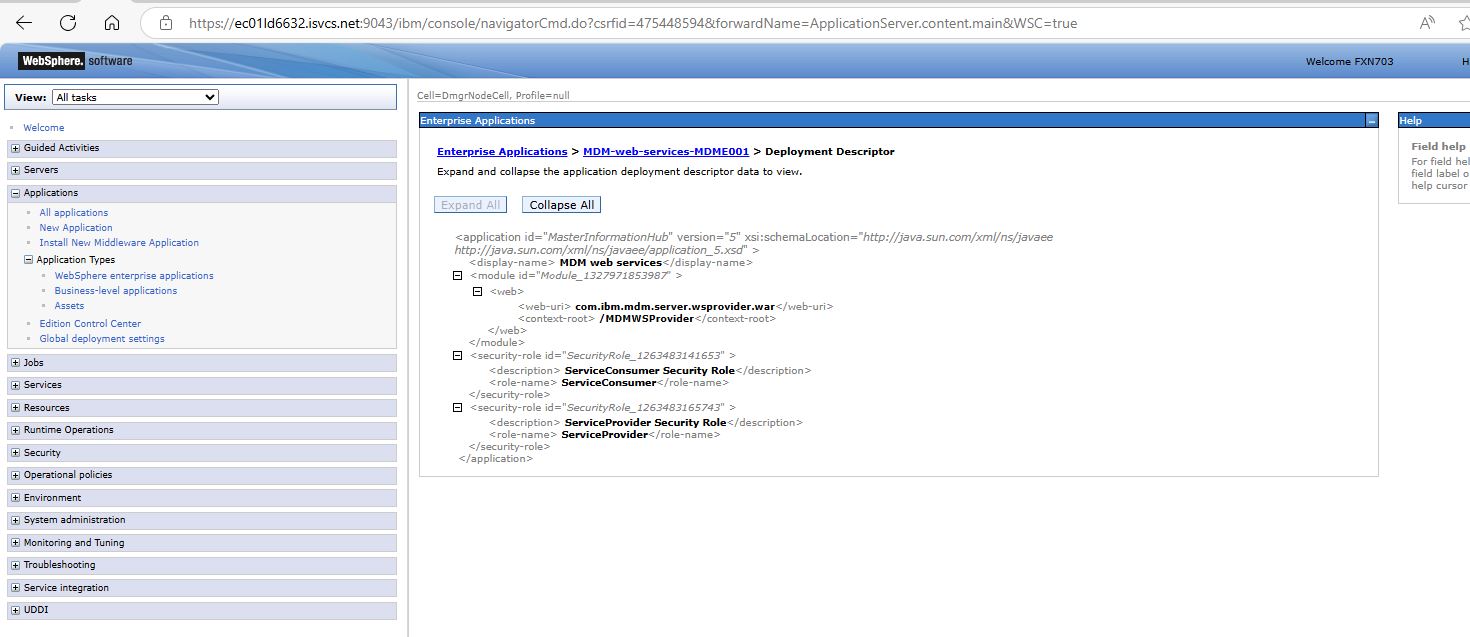 https://ec01ld6632.isvcs.net:9043/ibm/console/navigatorCmd.do?csrfid=475448594&forwardName=ApplicationServer.content.main&WSC=true
WebSphere. software
Welcome FXN703
H
View: All tasks
Cell=DmgrNodeCell, Profile=null
Welcome
Guided Activities
Servers
Applications
All applications
New Application
Install New Middleware Application
Application Types
WebSphere enterprise applications
Business-level applications
Assets
Edition Control Center
Global deployment settings
Jobs
Services
Resources
Runtime Operations
Security
Operational policies
Environment
System administration
Monitoring and Tuning
Troubleshooting
Service integration
UDDI
Enterprise Applications
Enterprise Applications > MDM-web-services-MDME001 > Deployment Descriptor
Expand and collapse the application deployment descriptor data to view.
Expand All Collapse All
<application id="MasterInformationHub" version="5" xsi:schemaLocation="http://java.sun.com/xml/ns/javaee
http://java.sun.com/xml/ns/javaee/application_5.xsd" >
<display-name> MDM web services</display-name>
<module id="Module_1327971853987" >
<web>
<web-uri> com.ibm.mdm.server.wsprovider.war</web-uri>
<context-root> /MDMWSProvider</context-root>
</web>
</module>
<security-role id="SecurityRole_1263483141653" >
<description> ServiceConsumer Security Role</description>
<role-name> ServiceConsumer</role-name>
</security-role>
<security-role id="SecurityRole_1263483165743" >
<description> ServiceProvider Security Role</description>
<role-name> ServiceProvider</role-name>
</security-role>
</application>
Help
Field help
For field hel
field label o
help cursor